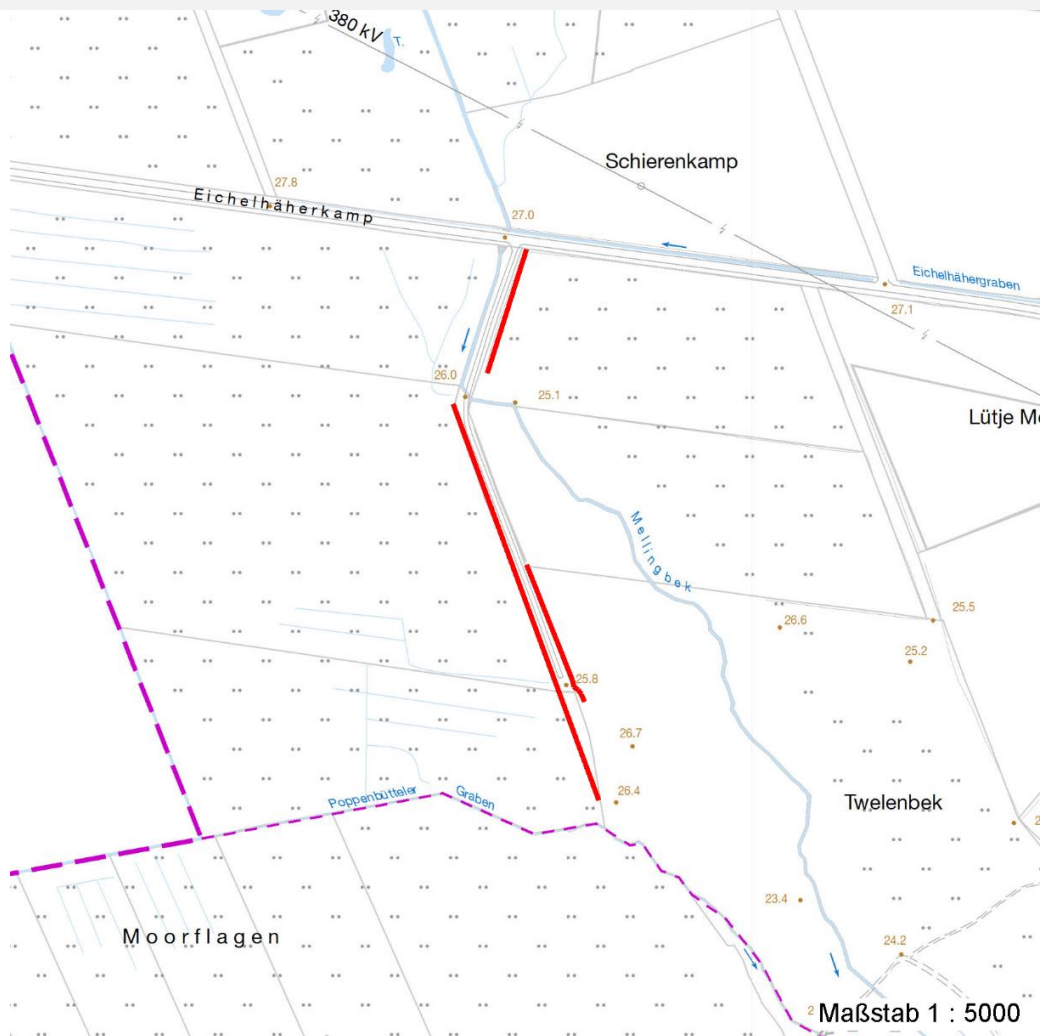 380 kV
T.
Schierenkamp
27.8
Eichelhäherkamp
27.0
Eichelhähergraben
27.1
26.0
25.1
Lütje
Mellingbek
25.5
26.6
25.2
25.8
26.7
26.4
Poppenbütteler Graben
Twelenbek
23.4
Moorflagen
24.2
Maßstab 1 : 5000